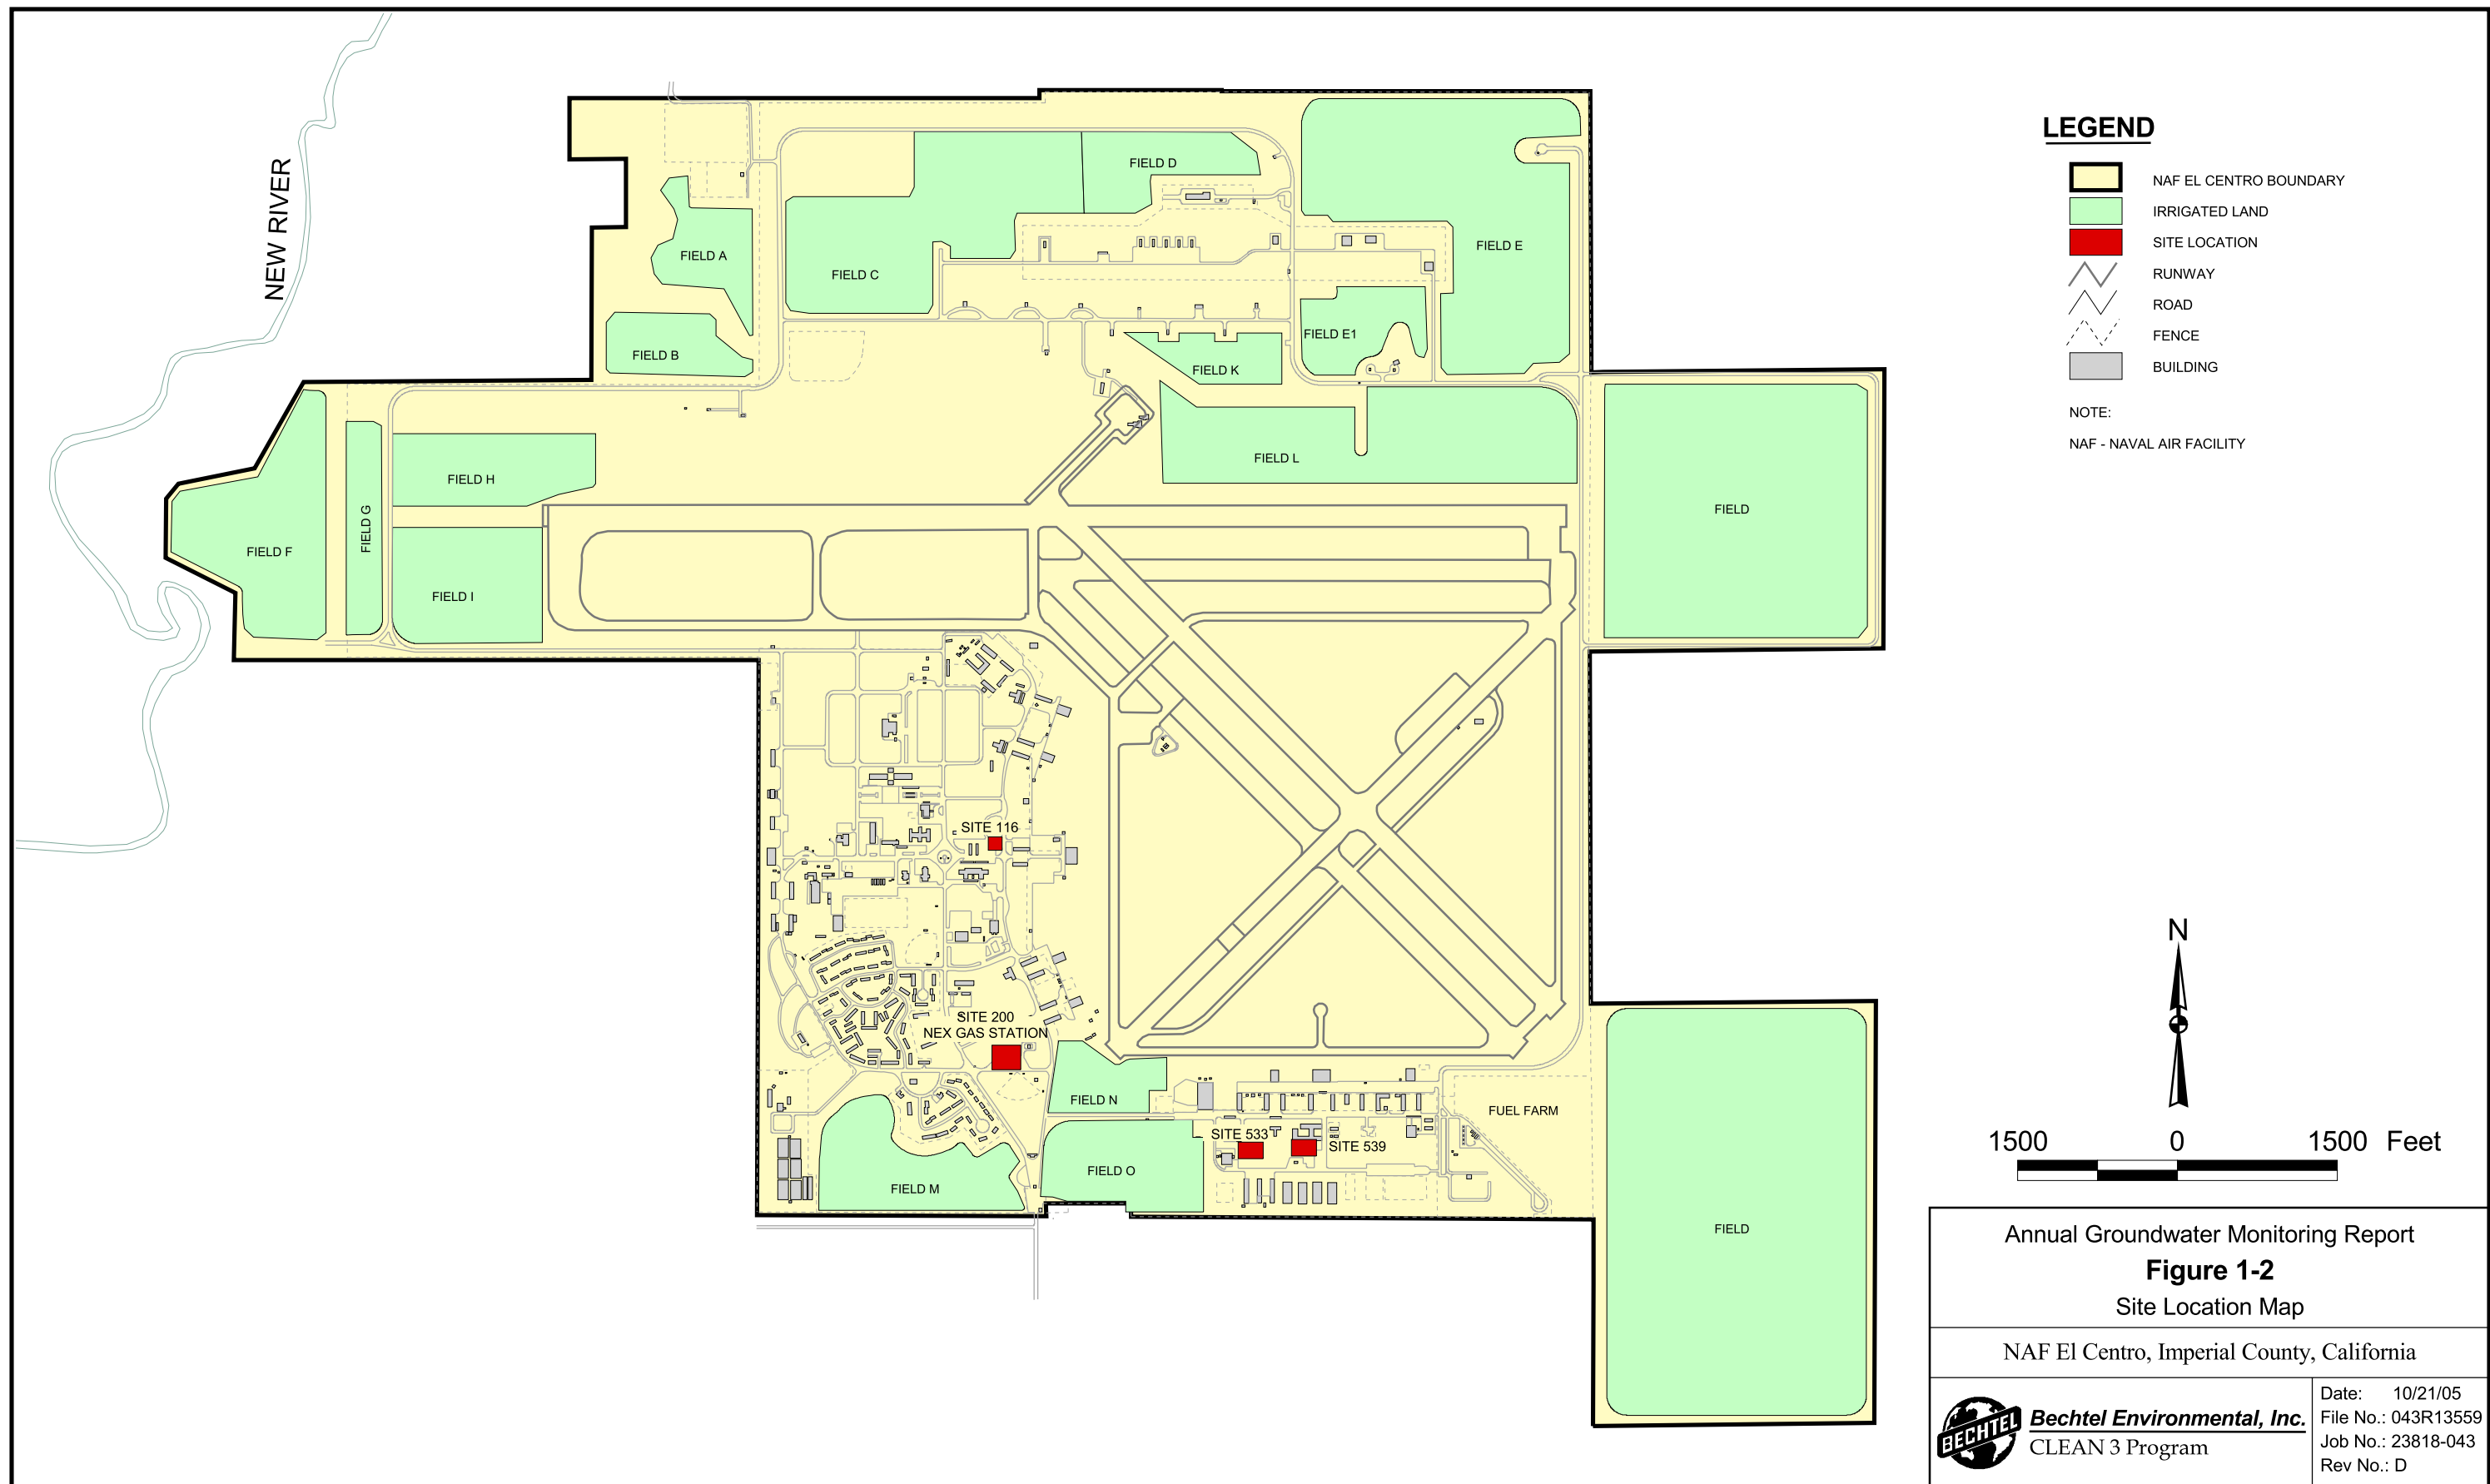 NEW RIVER
FIELD A
FIELD B
FIELD C
FIELD D
FIELD E
FIELD E1
FIELD K
FIELD L
FIELD H
FIELD G
FIELD F
FIELD I
FIELD
SITE 116
SITE 200
NEX GAS STATION
FIELD N
FIELD M
FIELD O
SITE 533
SITE 539
FUEL FARM
FIELD
LEGEND
NAF EL CENTRO BOUNDARY
IRRIGATED LAND
SITE LOCATION
RUNWAY
ROAD
FENCE
BUILDING
NOTE:
NAF - NAVAL AIR FACILITY
N
1500 0 1500 Feet
Annual Groundwater Monitoring Report
Figure 1-2
Site Location Map
NAF El Centro, Imperial County, California
BECHTEL
Bechtel Environmental, Inc.
CLEAN 3 Program
Date: 10/21/05
File No.: 043R13559
Job No.: 23818-043
Rev No.: D